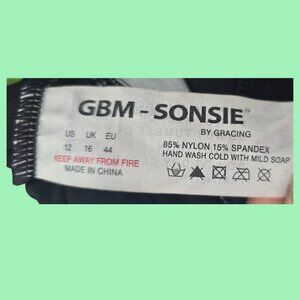 GBM - SONSIE™
BY GRACING
US UK EU
12 16 44
KEEP AWAY FROM FIRE
MADE IN CHINA
85% NYLON 15% SPANDEX
HAND WASH COLD WITH MILD SOAP